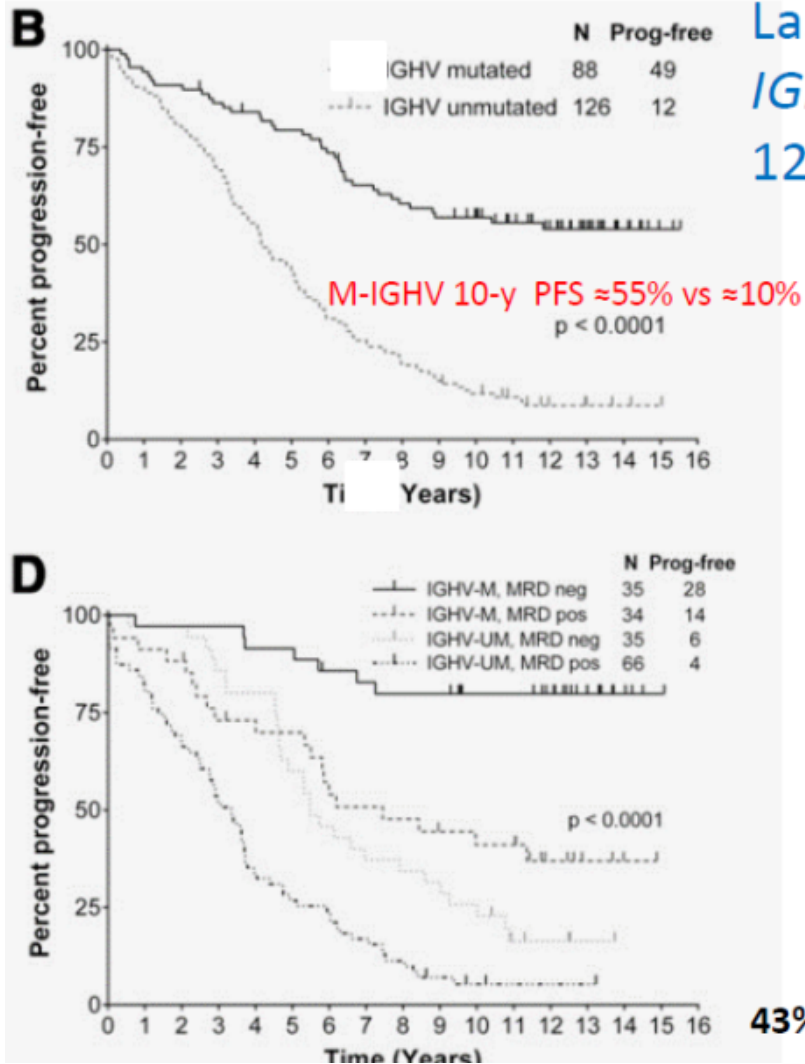 B
N Prog-free
IGHV mutated 88 49
IGHV unmutated 126 12
La
IG
12
100
75
50
25
0
Percent progression-free
M-IGHV 10-y PFS ≈55% vs ≈10%
p < 0.0001
0 1 2 3 4 5 6 7 8 9 10 11 12 13 14 15 16
Ti Years)
D
N Prog-free
IGHV-M, MRD neg 35 28
IGHV-M, MRD pos 34 14
IGHV-UM, MRD neg 35 6
IGHV-UM, MRD pos 66 4
100
75
50
25
0
Percent progression-free
p < 0.0001
0 1 2 3 4 5 6 7 8 9 10 11 12 13 14 15 16
Time (Years)
43%